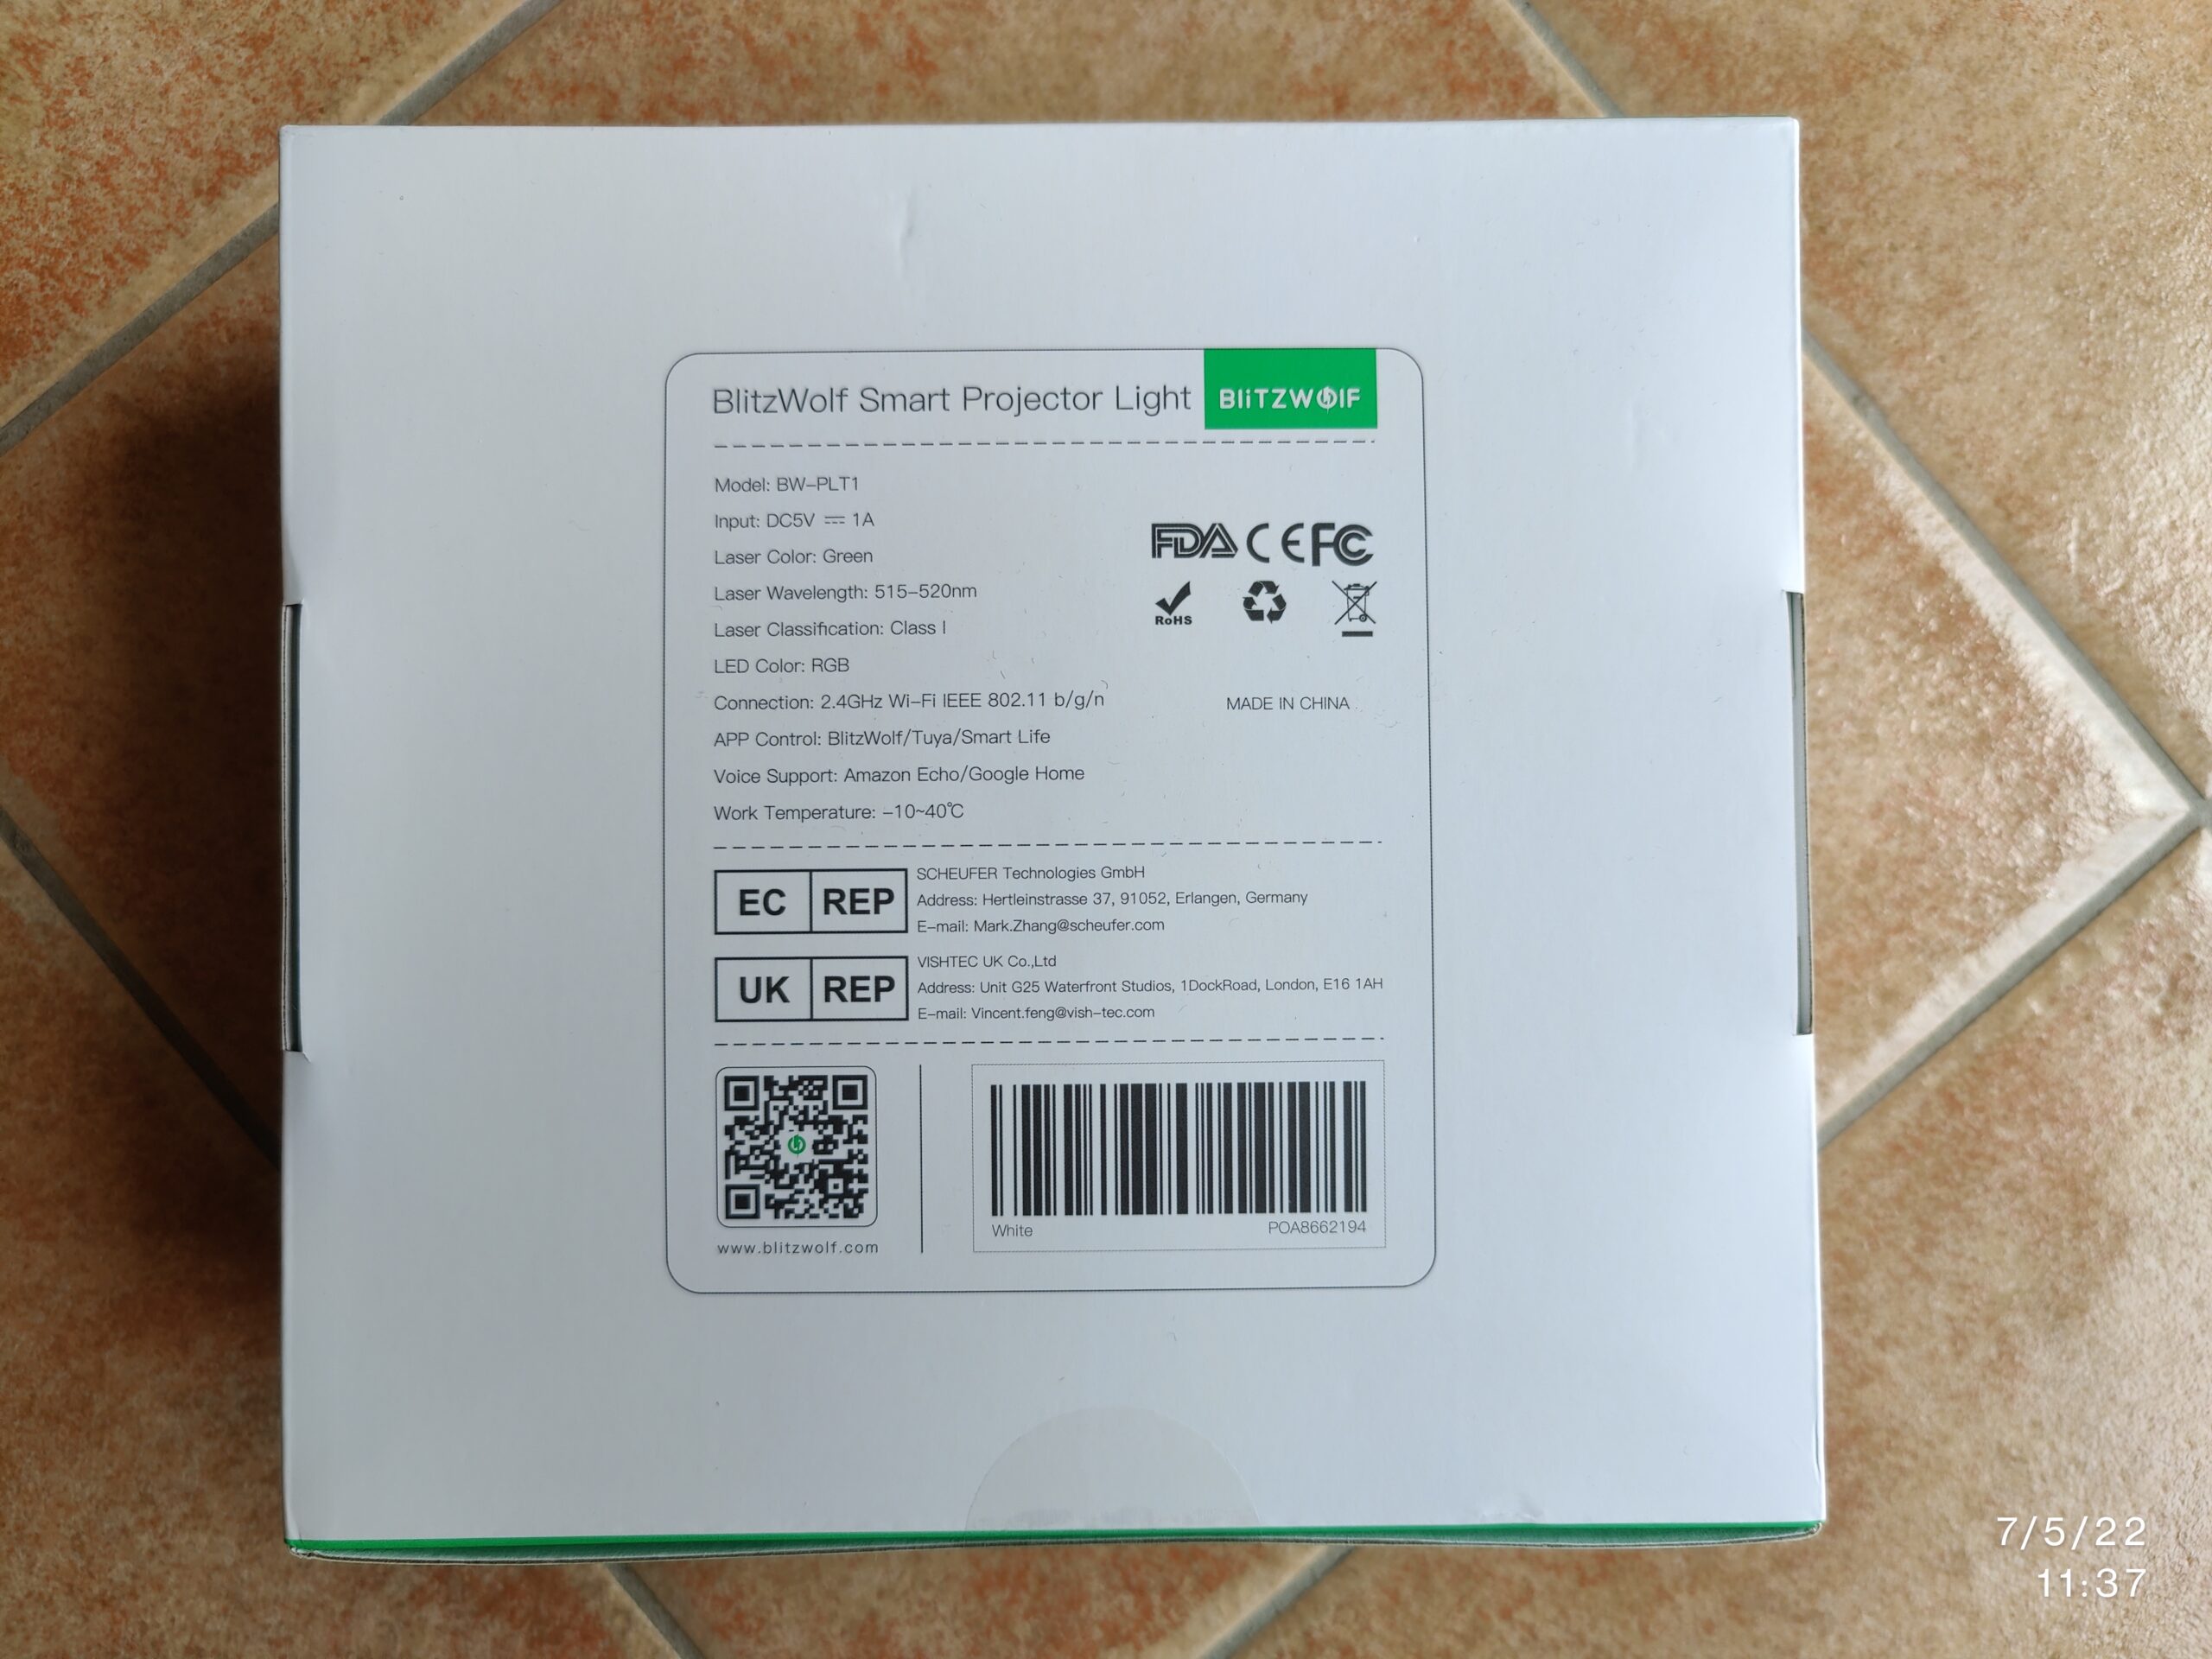 BlitzWolf Smart Projector Light
BLiTZWOlF
Model: BW-PLT1
Input: DC5V ⎓ 1A
Laser Color: Green
Laser Wavelength: 515-520nm
Laser Classification: Class I
LED Color: RGB
Connection: 2.4GHz Wi-Fi IEEE 802.11 b/g/n
APP Control: BlitzWolf/Tuya/Smart Life
Voice Support: Amazon Echo/Google Home
Work Temperature: -10~40℃
FDA CE FC
RoHS
MADE IN CHINA
EC REP
SCHEUFER Technologies GmbH
Address: Hertleinstrasse 37, 91052, Erlangen, Germany
E-mail: Mark.Zhang@scheufer.com
UK REP
VISHTEC UK Co.,Ltd
Address: Unit G25 Waterfront Studios, 1DockRoad, London, E16 1AH
E-mail: Vincent.feng@vish-tec.com
www.blitzwolf.com
White
POA8662194
7/5/22
11:37